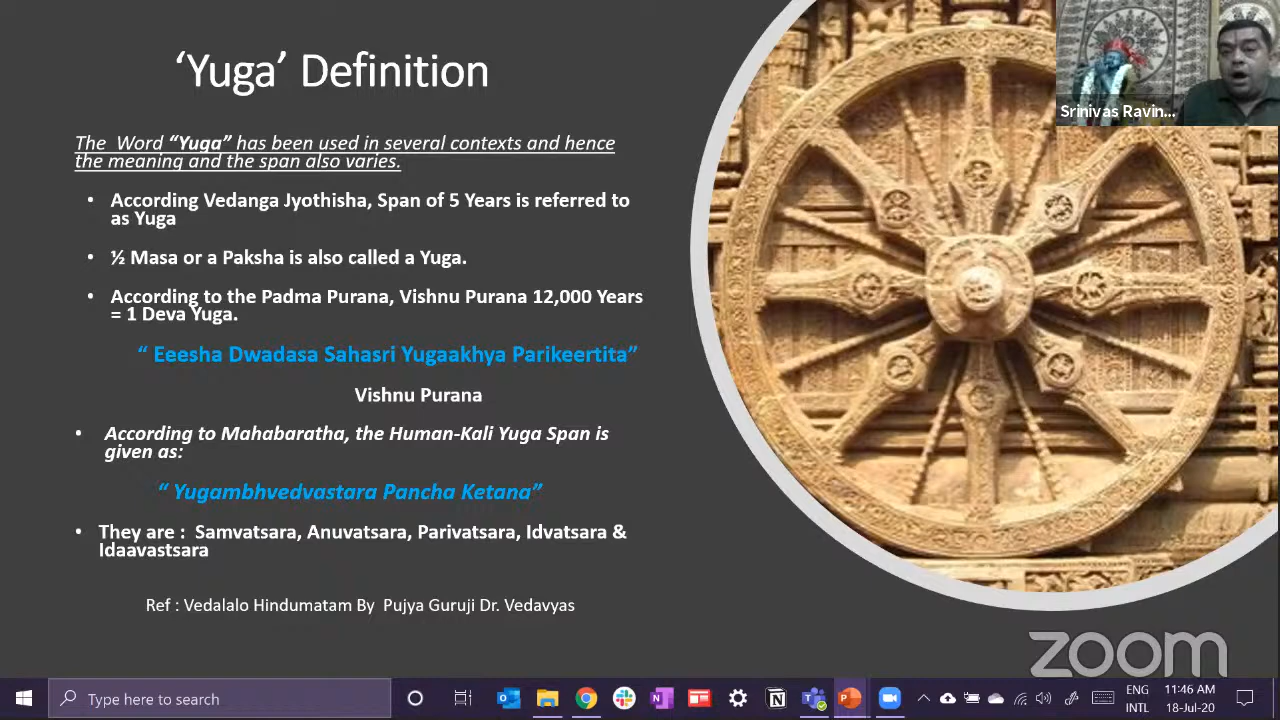 ‘Yuga’ Definition
The Word “Yuga” has been used in several contexts and hence
the meaning and the span also varies.
• According Vedanga Jyothisha, Span of 5 Years is referred to
as Yuga
• ½ Masa or a Paksha is also called a Yuga.
• According to the Padma Purana, Vishnu Purana 12,000 Years
= 1 Deva Yuga.
“ Eeesha Dwadasa Sahasri Yugaakhya Parikeertita”
Vishnu Purana
• According to Mahabaratha, the Human-Kali Yuga Span is
given as:
“ Yugambhvedvastara Pancha Ketana”
• They are : Samvatsara, Anuvatsara, Parivatsara, Idvatsara &
Idaavastsara
Ref : Vedalalo Hindumatam By Pujya Guruji Dr. Vedavyas
Srinivas Ravin...
zoom
Type here to search
ENG
INTL
11:46 AM
18-Jul-20